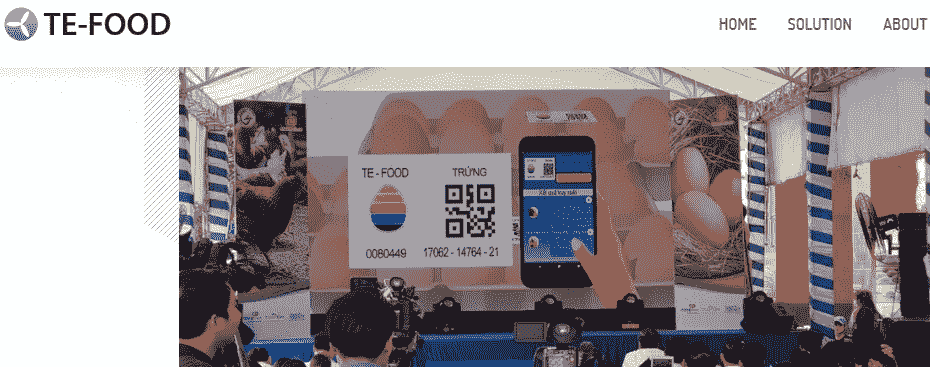 TE-FOOD
HOME SOLUTION ABOUT
TE - FOOD
TRỨNG
0080449
17062 - 14764 - 21